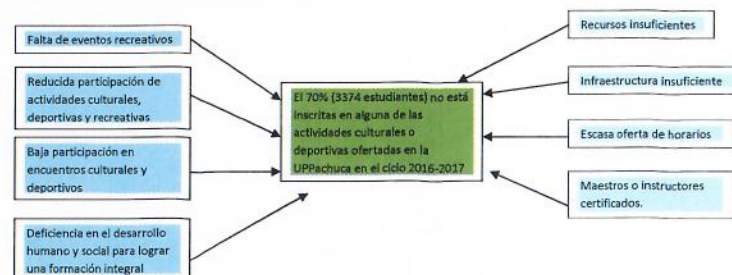 Falta de eventos recreativos
Reducida participación de
actividades culturales,
deportivas y recreativas
Baja participación en
encuentros culturales y
deportivos
Deficiencia en el desarrollo
humano y social para lograr
una formación integral
El 70% (3374 estudiantes) no está
inscritas en alguna de las
actividades culturales o
deportivas ofertadas en la
UPPachuca en el ciclo 2016-2017
Recursos insuficientes
Infraestructura insuficiente
Escasa oferta de horarios
Maestros o instructores
certificados.